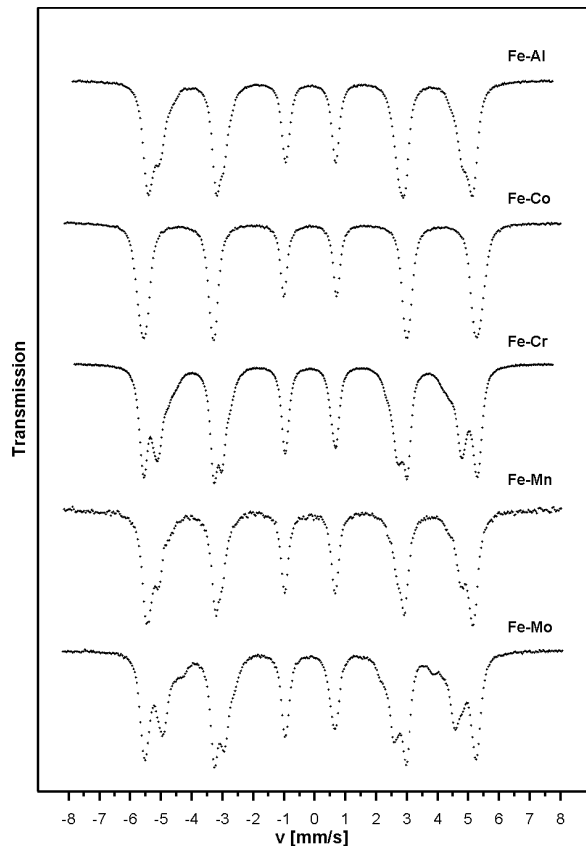 Fe-Al
Fe-Co
Fe-Cr
Fe-Mn
Fe-Mo
Transmission
-8 -7 -6 -5 -4 -3 -2 -1 0 1 2 3 4 5 6 7 8
v [mm/s]